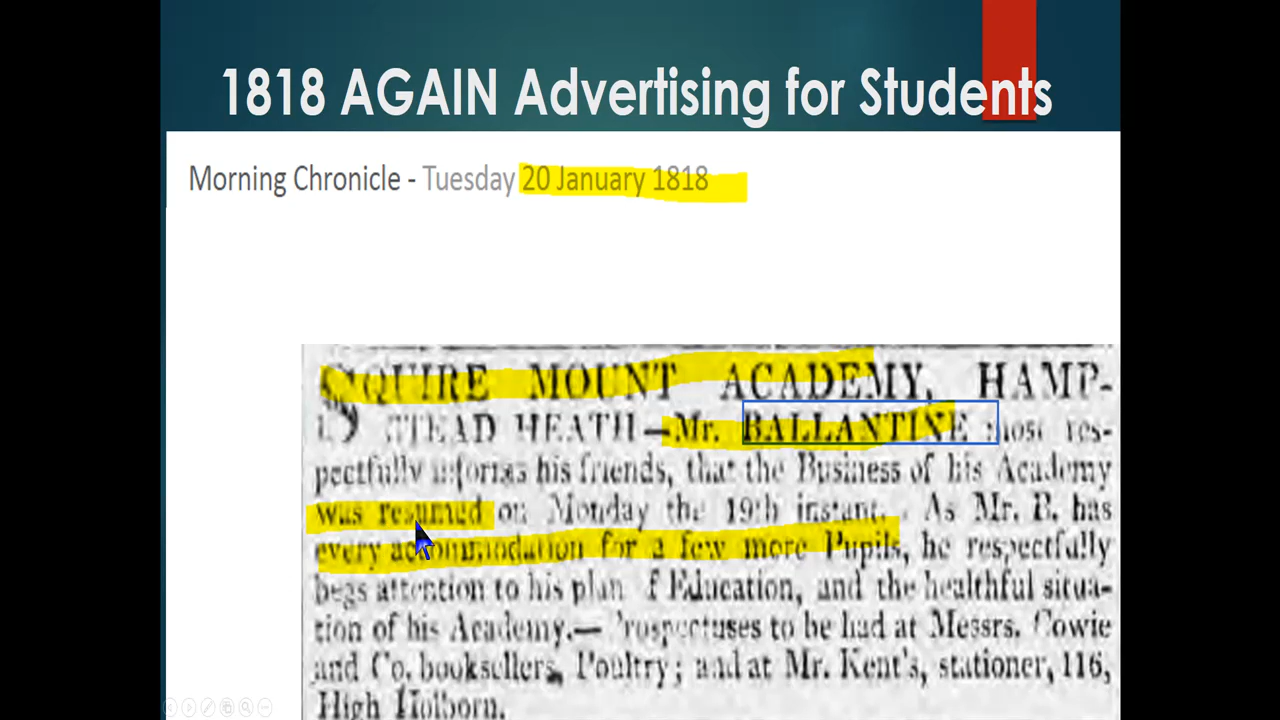 1818 AGAIN Advertising for Students
Morning Chronicle - Tuesday 20 January 1818
SQUIRE MOUNT ACADEMY, HAMP-
STEAD HEATH—Mr. BALLANTINE most res-
pectfully informs his friends, that the Business of his Academy
was resumed on Monday the 19th instant. As Mr. B. has
every accommodation for a few more Pupils, he respectfully
begs attention to his plan of Education, and the healthful situa-
tion of his Academy.— Prospectuses to be had at Messrs. Cowie
and Co. booksellers, Poultry; and at Mr. Kent's, stationer, 116,
High Holborn.